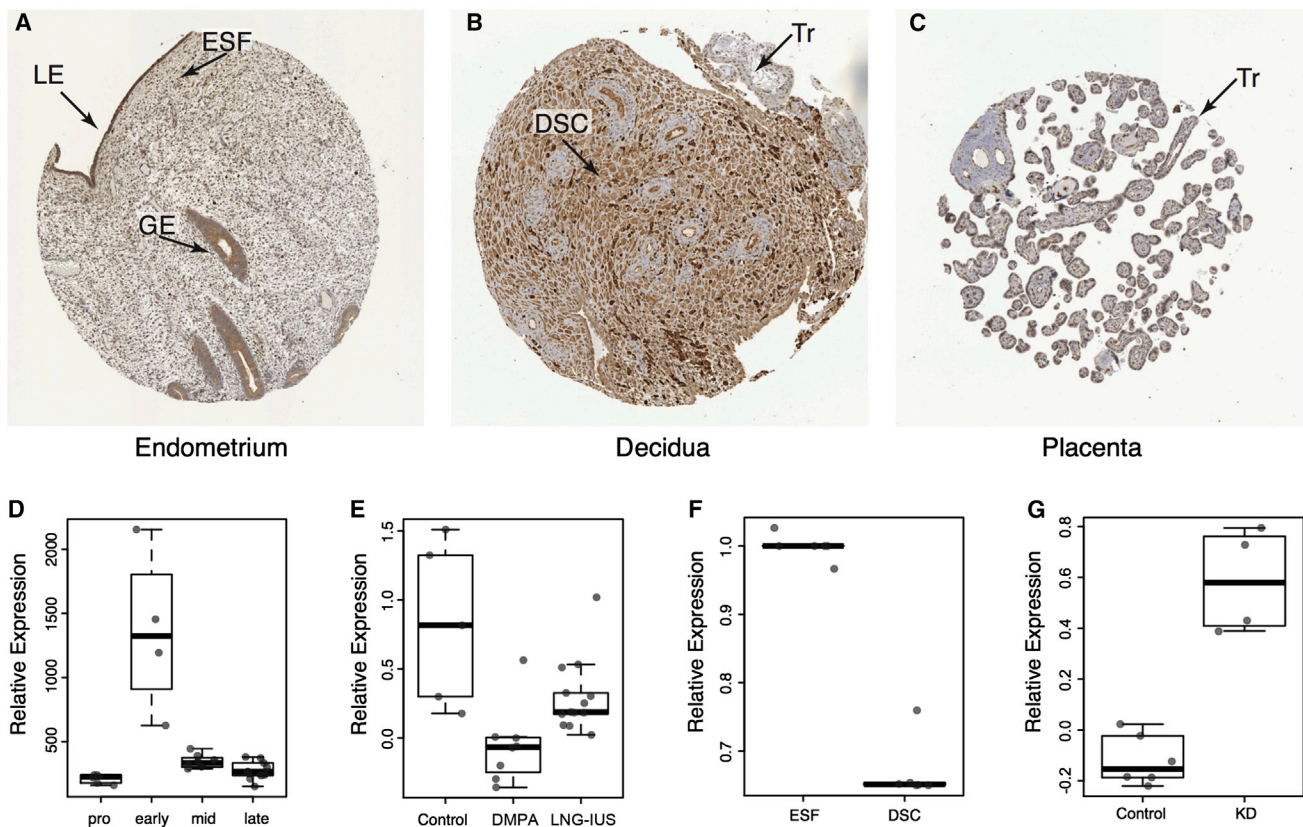 A
ESF
LE
GE
Endometrium
B
Tr
DSC
Decidua
C
Tr
Placenta
D
Relative Expression
2000
1500
1000
500
pro early mid late
E
Relative Expression
1.5
1.0
0.5
0.0
Control DMPA LNG-IUS
F
Relative Expression
1.0
0.9
0.8
0.7
ESF DSC
G
Relative Expression
0.8
0.6
0.4
0.2
0.0
-0.2
Control KD